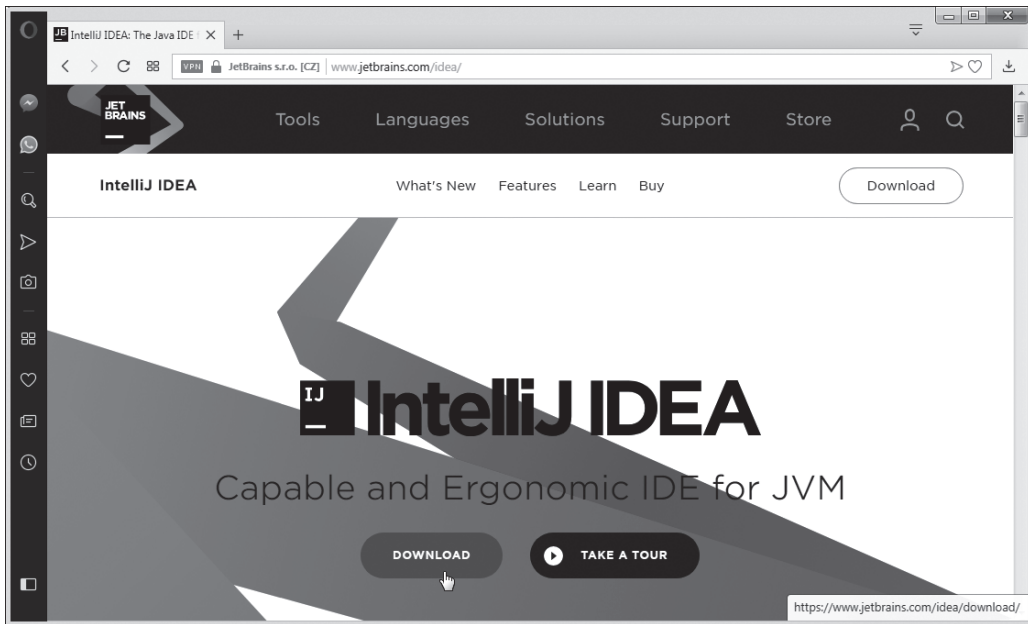 JB IntelliJ IDEA: The Java IDE
VPN JetBrains s.r.o. [CZ] www.jetbrains.com/idea/
JET
BRAINS
Tools Languages Solutions Support Store
IntelliJ IDEA What's New Features Learn Buy Download
IJ IntelliJ IDEA
Capable and Ergonomic IDE for JVM
DOWNLOAD TAKE A TOUR
https://www.jetbrains.com/idea/download/